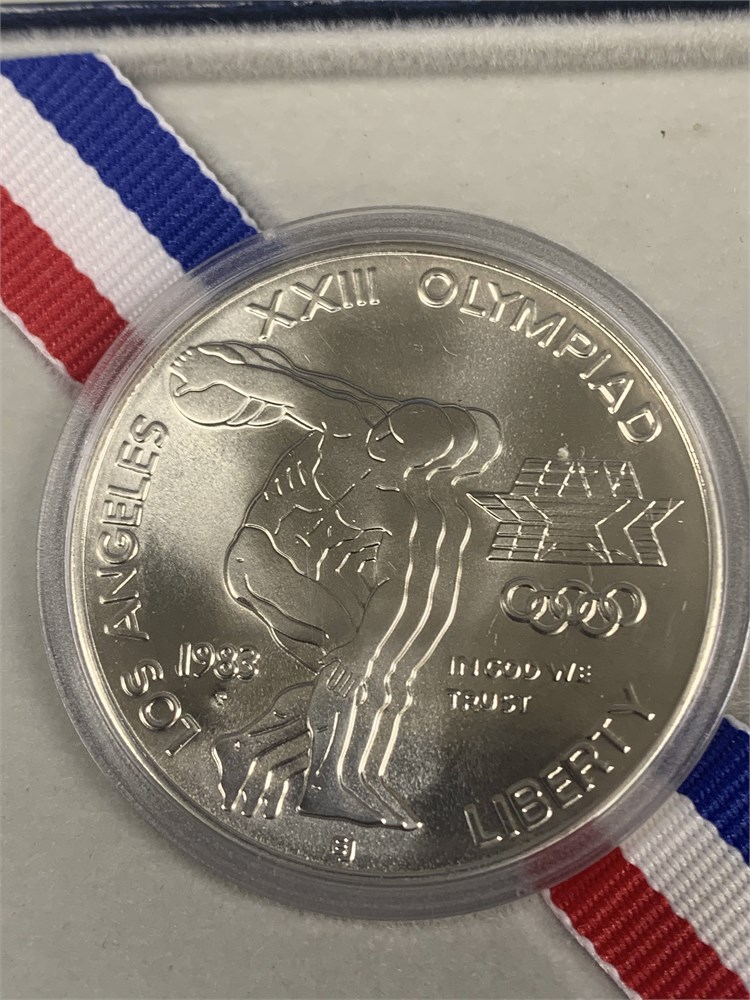 XXIII OLYMPIAD
LOS ANGELES
1983
IN GOD WE
TRUST
LIBERTY